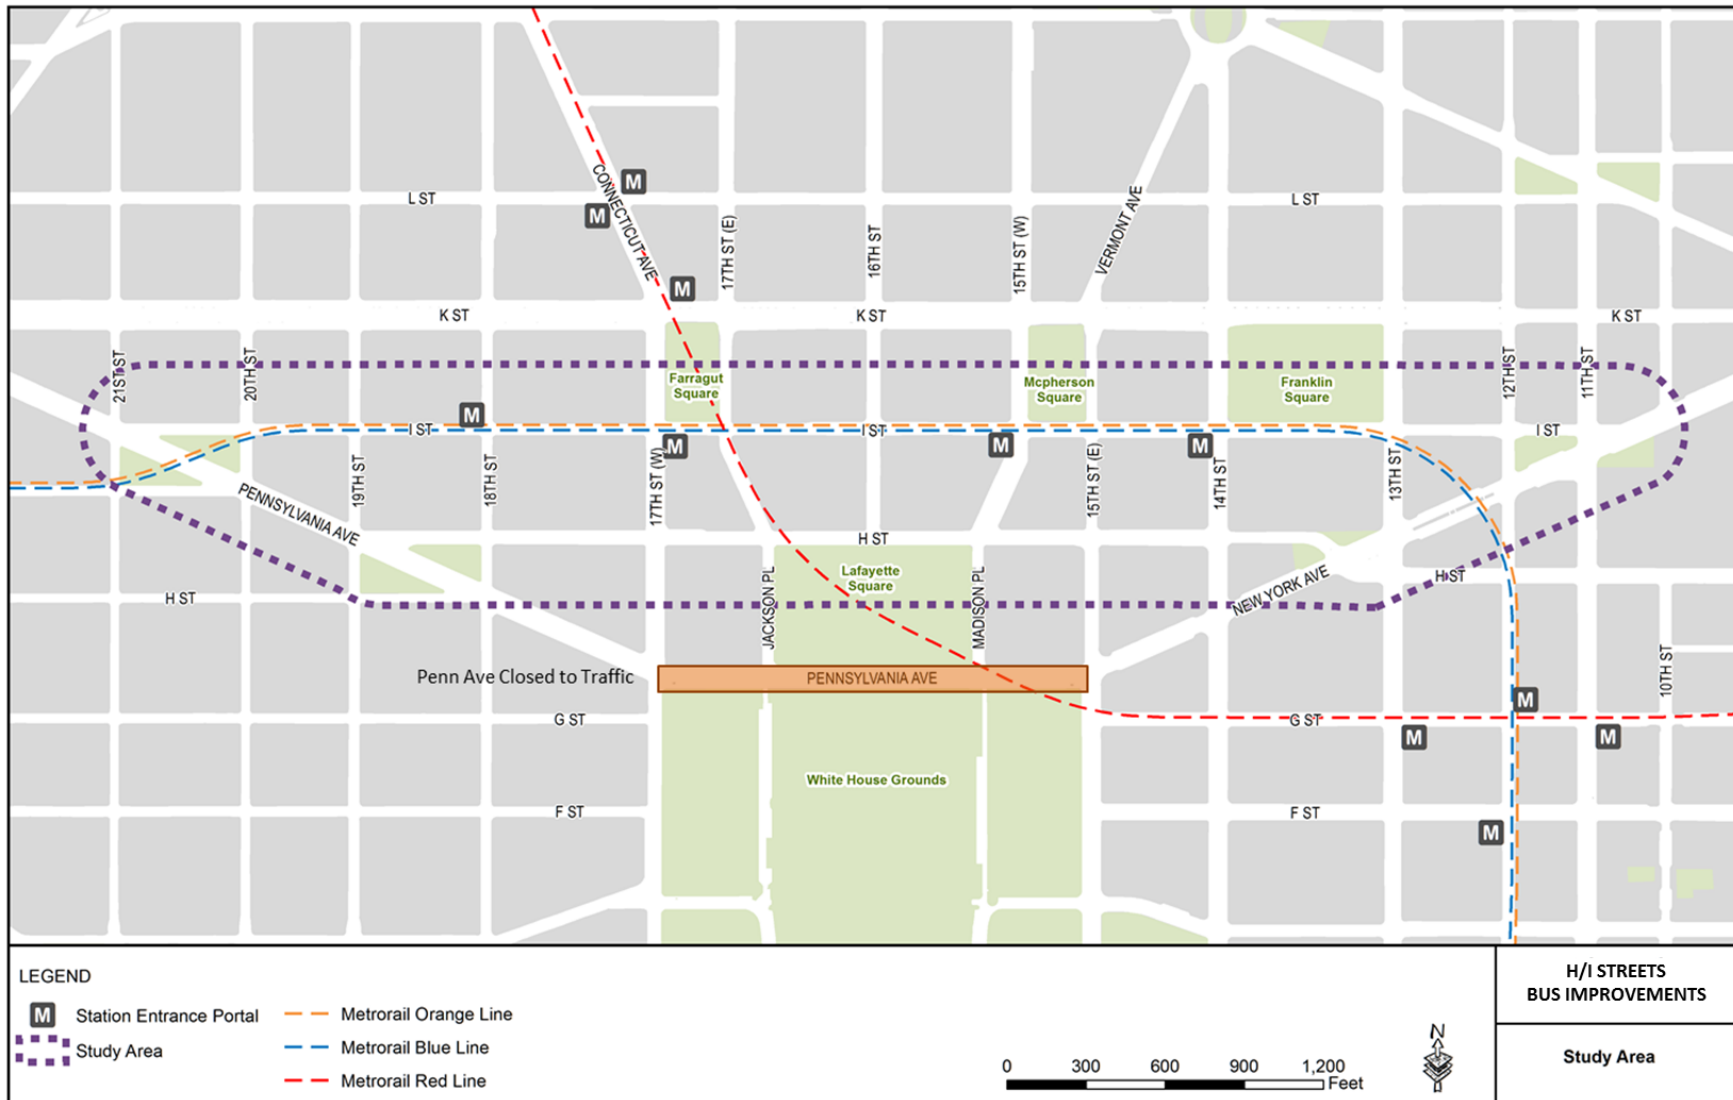 CONNECTICUT AVE
M
M
L ST
L ST
17TH ST (E)
16TH ST
15TH ST (W)
VERMONT AVE
M
K ST
K ST
K ST
21ST ST
20TH ST
Farragut
Square
Mcpherson
Square
Franklin
Square
12TH ST
11TH ST
M
I ST
I ST
I ST
M
M
M
19TH ST
18TH ST
17TH ST (W)
15TH ST (E)
14TH ST
13TH ST
PENNSYLVANIA AVE
H ST
Lafayette
Square
JACKSON PL
MADISON PL
NEW YORK AVE
H ST
H ST
Penn Ave Closed to Traffic
PENNSYLVANIA AVE
10TH ST
M
G ST
G ST
M
M
White House Grounds
F ST
F ST
M
LEGEND
M Station Entrance Portal
Study Area
Metrorail Orange Line
Metrorail Blue Line
Metrorail Red Line
0 300 600 900 1,200
Feet
N
H/I STREETS
BUS IMPROVEMENTS
Study Area